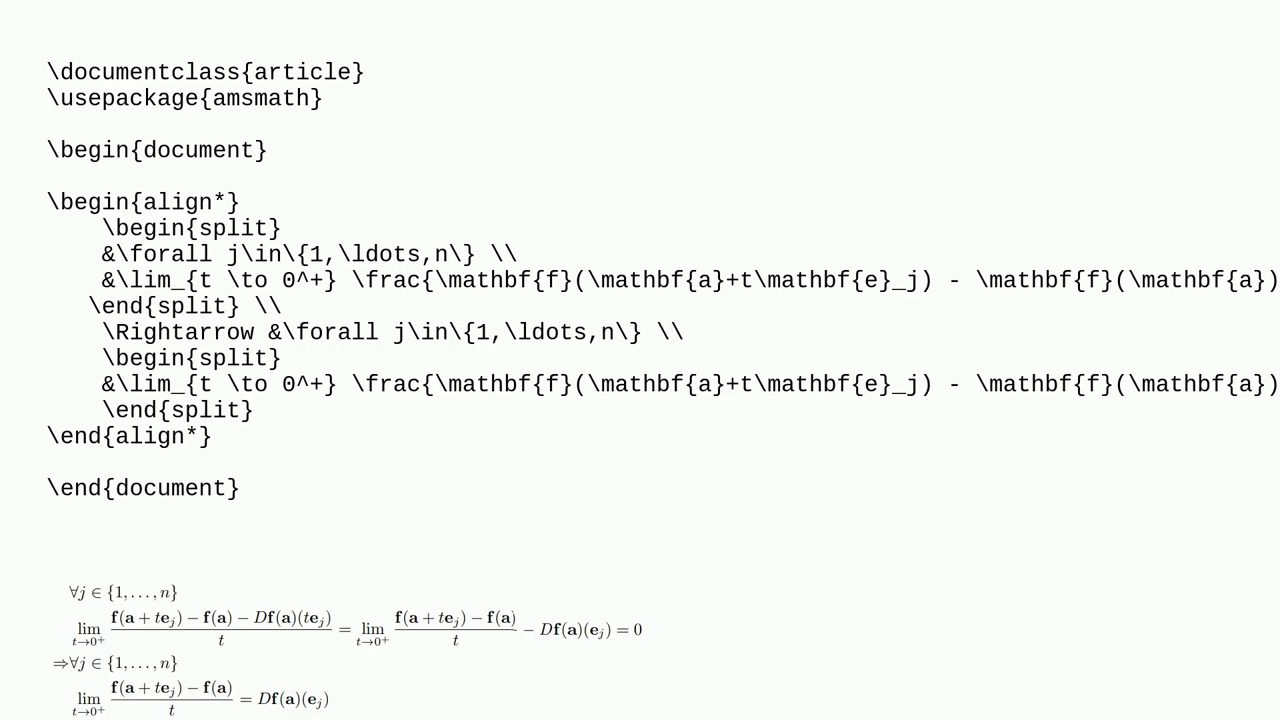 \documentclass{article}
\usepackage{amsmath}
\begin{document}
\begin{align*}
\begin{split}
&\forall j\in\{1,\ldots,n\} \\
&\lim_{t \to 0^+} \frac{\mathbf{f}(\mathbf{a}+t\mathbf{e}_j) - \mathbf{f}(\mathbf{a})
\end{split} \\
\Rightarrow &\forall j\in\{1,\ldots,n\} \\
\begin{split}
&\lim_{t \to 0^+} \frac{\mathbf{f}(\mathbf{a}+t\mathbf{e}_j) - \mathbf{f}(\mathbf{a})
\end{split}
\end{align*}
\end{document}
∀j ∈ {1, …, n}
lim_{t→0⁺} (f(a + te_j) − f(a) − Df(a)(te_j))/t = lim_{t→0⁺} (f(a + te_j) − f(a))/t − Df(a)(e_j) = 0
⇒∀j ∈ {1, …, n}
lim_{t→0⁺} (f(a + te_j) − f(a))/t = Df(a)(e_j)